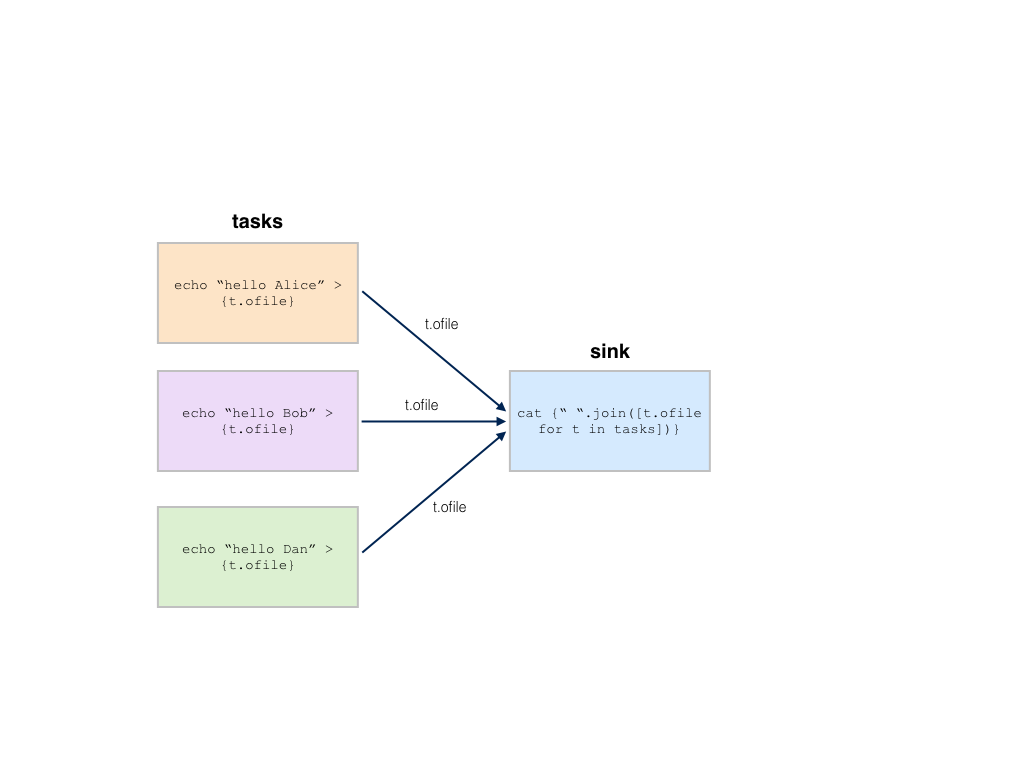 tasks
echo “hello Alice” >
{t.ofile}
t.ofile
sink
echo “hello Bob” >
{t.ofile}
t.ofile
cat {“ “.join([t.ofile
for t in tasks])}
t.ofile
echo “hello Dan” >
{t.ofile}